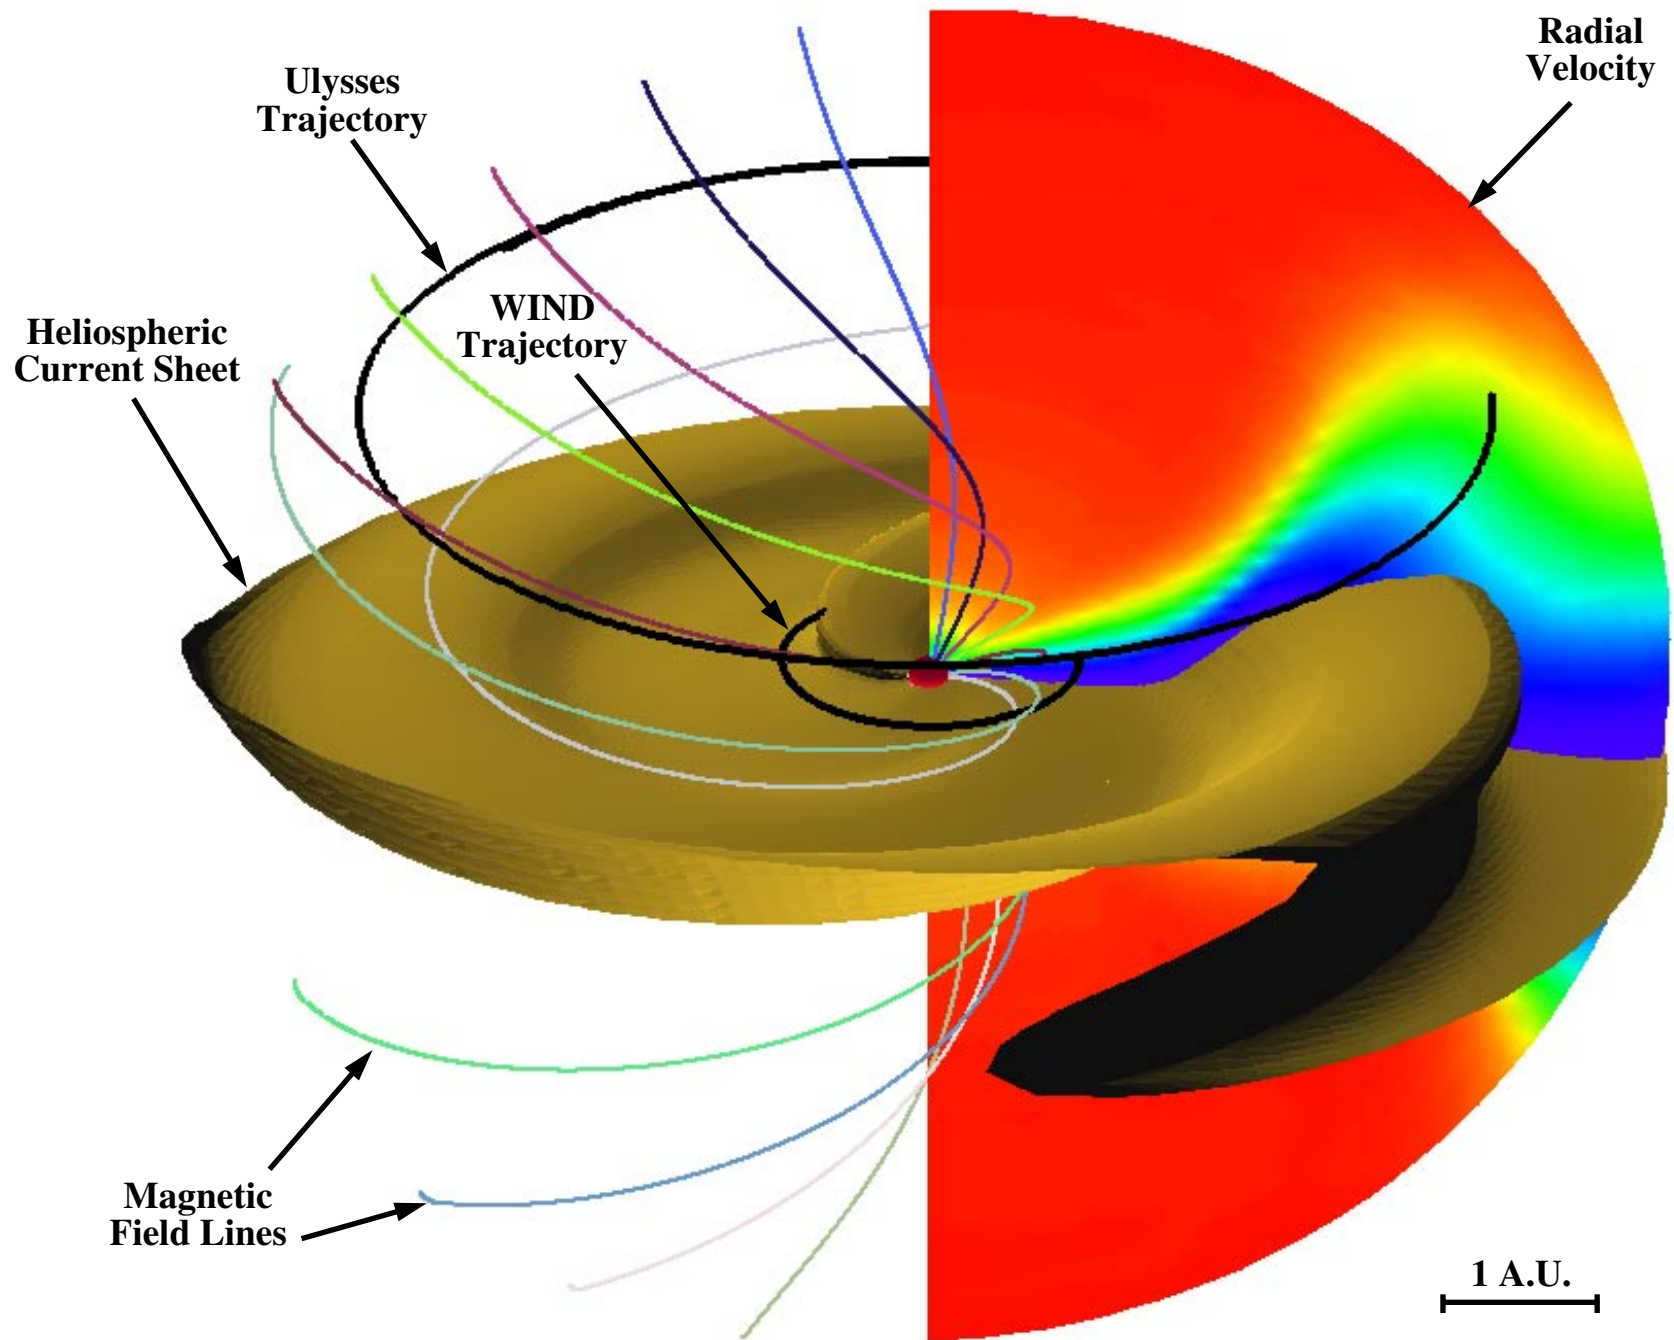 Radial
Velocity
Ulysses
Trajectory
WIND
Trajectory
Heliospheric
Current Sheet
Magnetic
Field Lines
1 A.U.